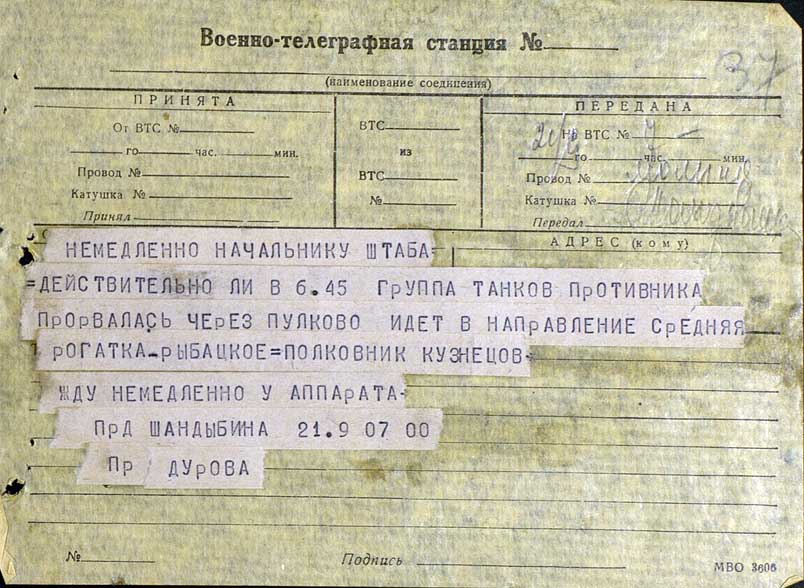 Военно-телеграфная станция №
37
(наименование соединения)
ПРИНЯТА
От ВТС №
го час. мин.
Провод №
Катушка №
Принял
ВТС
из
ВТС
№
ПЕРЕДАНА
На ВТС №
го час. мин.
Провод №
Катушка №
Передал
АДРЕС (кому)
НЕМЕДЛЕННО НАЧАЛЬНИКУ ШТАБА=
=ДЕЙСТВИТЕЛЬНО ЛИ В 6.45 ГРУППА ТАНКОВ ПРОТИВНИКА
ПРОРВАЛАСЬ ЧЕРЕЗ ПУЛКОВО ИДЕТ В НАПРАВЛЕНИЕ СРЕДНЯЯ
РОГАТКА-РЫБАЦКОЕ=ПОЛКОВНИК КУЗНЕЦОВ-
ЖДУ НЕМЕДЛЕННО У АППАРАТА-
ПРД ШАНДЫБИНА 21.9 07 00
ПР ДУРОВА
№ Подпись
МВО 3606